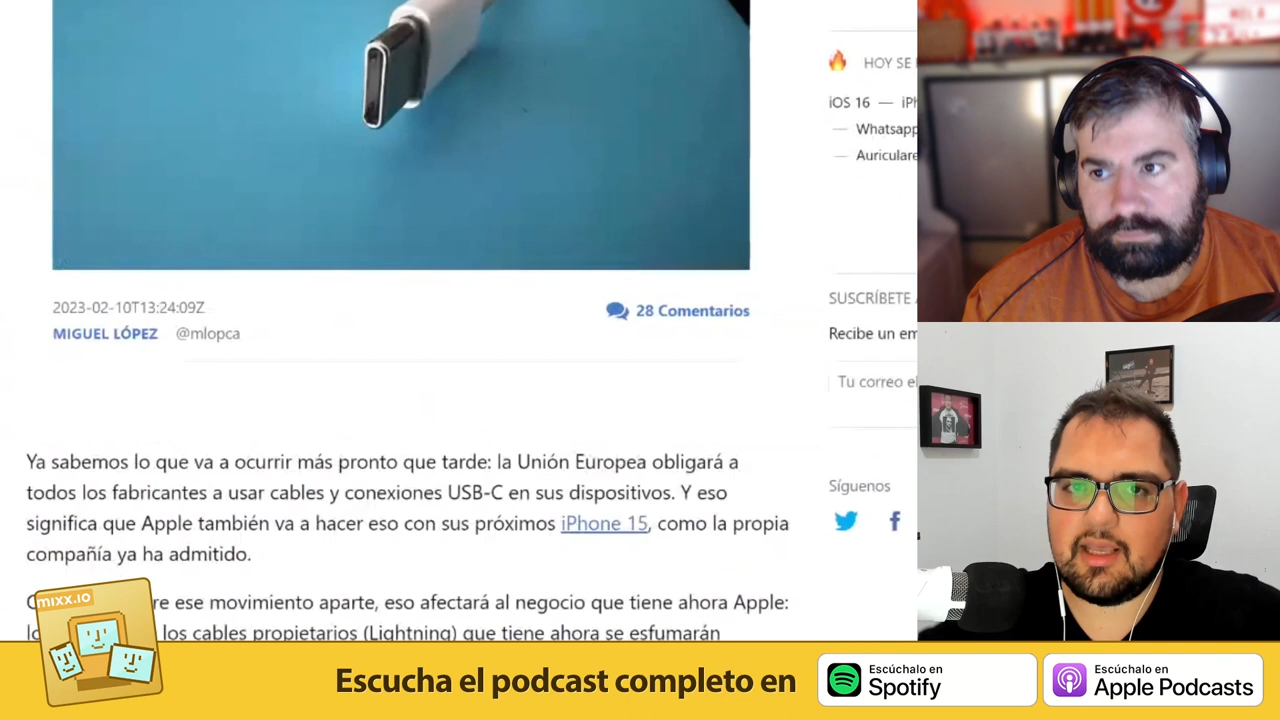 HOY SE
iOS 16 — iPh
— Whatsapp
— Auriculare
2023-02-10T13:24:09Z
28 Comentarios
MIGUEL LÓPEZ @mlopca
SUSCRÍBETE
Recibe un em
Tu correo el
Ya sabemos lo que va a ocurrir más pronto que tarde: la Unión Europea obligará a
todos los fabricantes a usar cables y conexiones USB-C en sus dispositivos. Y eso
significa que Apple también va a hacer eso con sus próximos iPhone 15, como la propia
compañía ya ha admitido.
Síguenos
re ese movimiento aparte, eso afectará al negocio que tiene ahora Apple:
los cables propietarios (Lightning) que tiene ahora se esfumarán
mixx.io
Escucha el podcast completo en
Escúchalo en
Spotify
Escúchalo en
Apple Podcasts